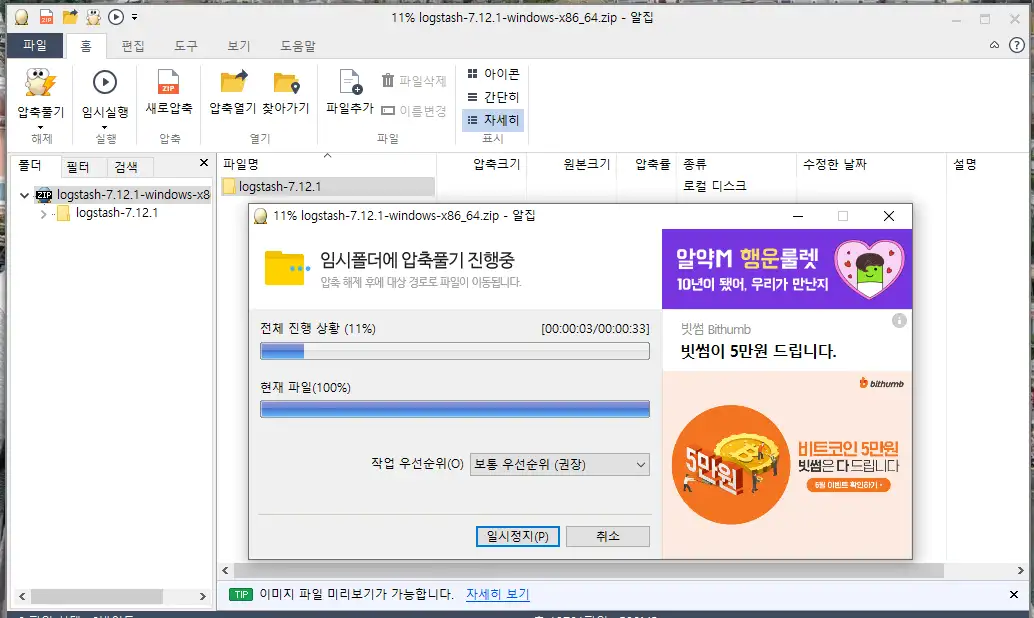 11% logstash-7.12.1-windows-x86_64.zip - 알집
파일 홈 편집 도구 보기 도움말
압축풀기 임시실행 새로압축 압축열기 찾아가기 파일추가 파일삭제 이름변경 아이콘 간단히 자세히
해제 실행 압축 열기 파일 표시
폴더 필터 검색
파일명 압축크기 원본크기 압축률 종류 수정한 날짜 설명
logstash-7.12.1 로컬 디스크
ZIP logstash-7.12.1-windows-x8
logstash-7.12.1
11% logstash-7.12.1-windows-x86_64.zip - 알집
임시폴더에 압축풀기 진행중
압축 해제 후에 대상 경로로 파일이 이동됩니다.
전체 진행 상황 (11%) [00:00:03/00:00:33]
현재 파일(100%)
작업 우선순위(O) 보통 우선순위 (권장)
일시정지(P) 취소
알약M 행운룰렛
10년이 됐어, 우리가 만난지
빗썸 Bithumb
빗썸이 5만원 드립니다.
bithumb
5만원
비트코인 5만원
빗썸은 다 드립니다
5월 이벤트 확인하기
TIP 이미지 파일 미리보기가 가능합니다. 자세히 보기